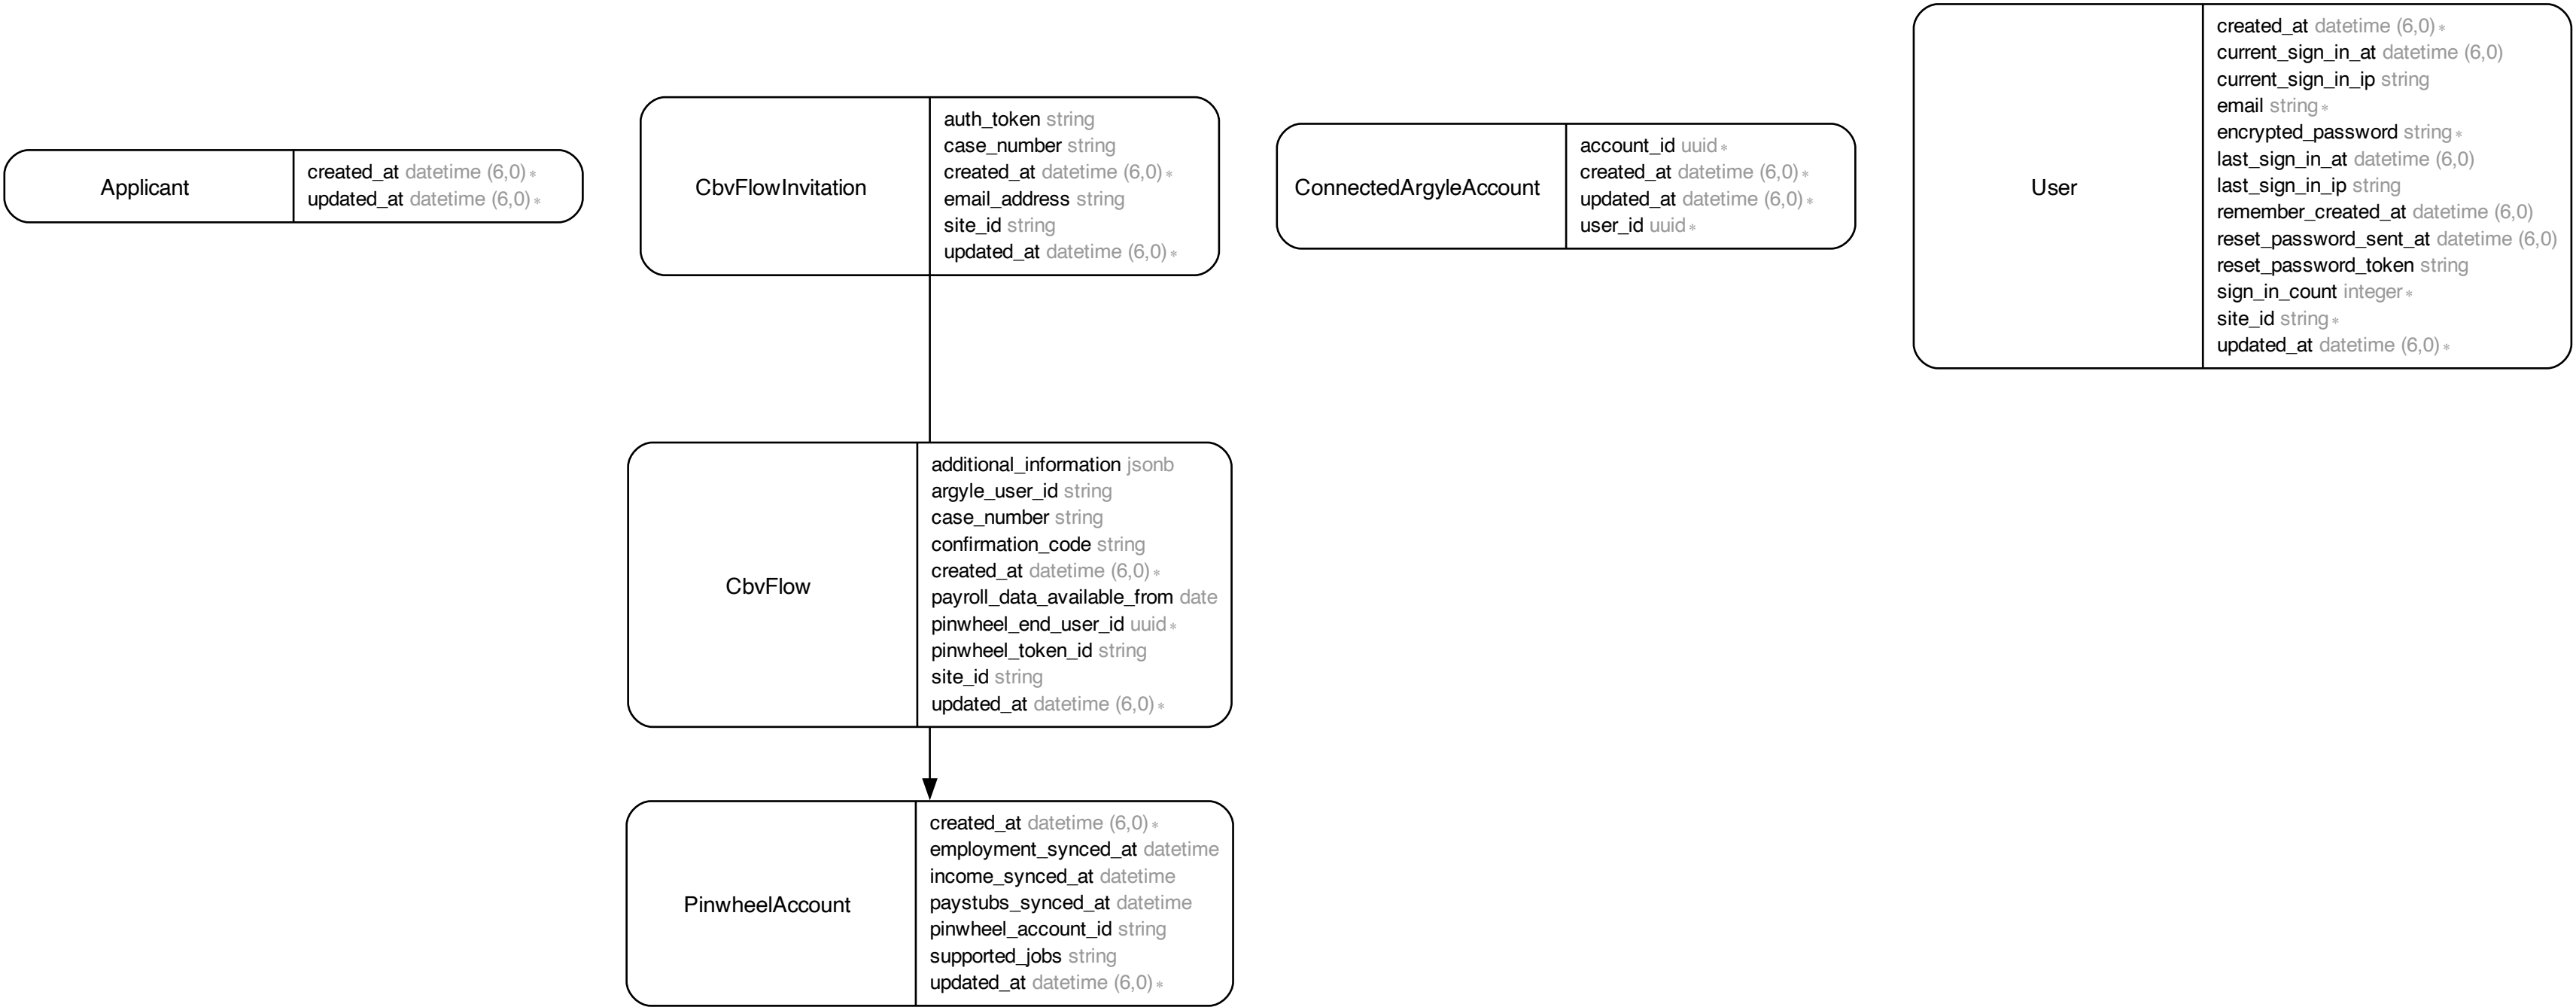 Applicant
created_at datetime (6,0) *
updated_at datetime (6,0) *
CbvFlowInvitation
auth_token string
case_number string
created_at datetime (6,0) *
email_address string
site_id string
updated_at datetime (6,0) *
ConnectedArgyleAccount
account_id uuid *
created_at datetime (6,0) *
updated_at datetime (6,0) *
user_id uuid *
User
created_at datetime (6,0) *
current_sign_in_at datetime (6,0)
current_sign_in_ip string
email string *
encrypted_password string *
last_sign_in_at datetime (6,0)
last_sign_in_ip string
remember_created_at datetime (6,0)
reset_password_sent_at datetime (6,0)
reset_password_token string
sign_in_count integer *
site_id string *
updated_at datetime (6,0) *
CbvFlow
additional_information jsonb
argyle_user_id string
case_number string
confirmation_code string
created_at datetime (6,0) *
payroll_data_available_from date
pinwheel_end_user_id uuid *
pinwheel_token_id string
site_id string
updated_at datetime (6,0) *
PinwheelAccount
created_at datetime (6,0) *
employment_synced_at datetime
income_synced_at datetime
paystubs_synced_at datetime
pinwheel_account_id string
supported_jobs string
updated_at datetime (6,0) *